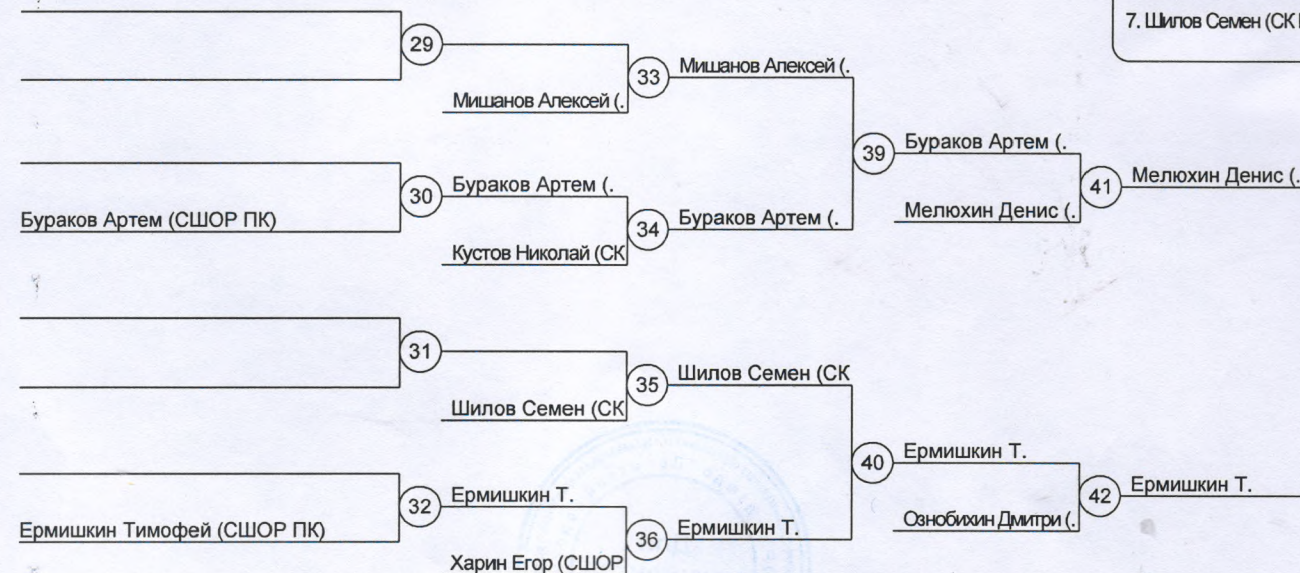 7. Шилов Семен (СК
29
Мишанов Алексей (.
33
Мишанов Алексей (.
39
Бураков Артем (.
41
Мелюхин Денис (.
30
Бураков Артем (.
Бураков Артем (СШОР ПК)
34
Бураков Артем (.
Мелюхин Денис (.
Кустов Николай (СК
31
35
Шилов Семен (СК
Шилов Семен (СК
40
Ермишкин Т.
42
Ермишкин Т.
32
Ермишкин Т.
Ермишкин Тимофей (СШОР ПК)
36
Ермишкин Т.
Ознобихин Дмитри (.
Харин Егор (СШОР